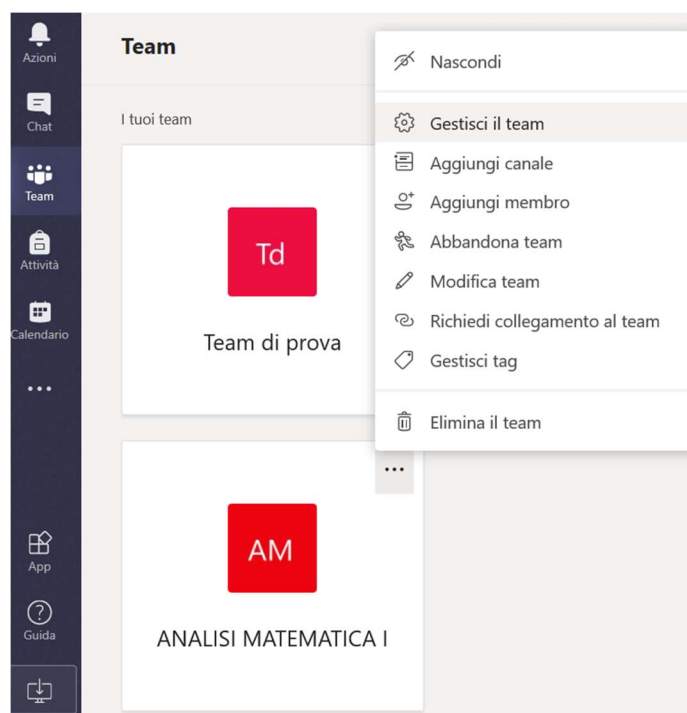 Azioni
Chat
Team
Attività
Calendario
App
Guida
Team
I tuoi team
Td
Team di prova
AM
ANALISI MATEMATICA I
Nascondi
Gestisci il team
Aggiungi canale
Aggiungi membro
Abbandona team
Modifica team
Richiedi collegamento al team
Gestisci tag
Elimina il team